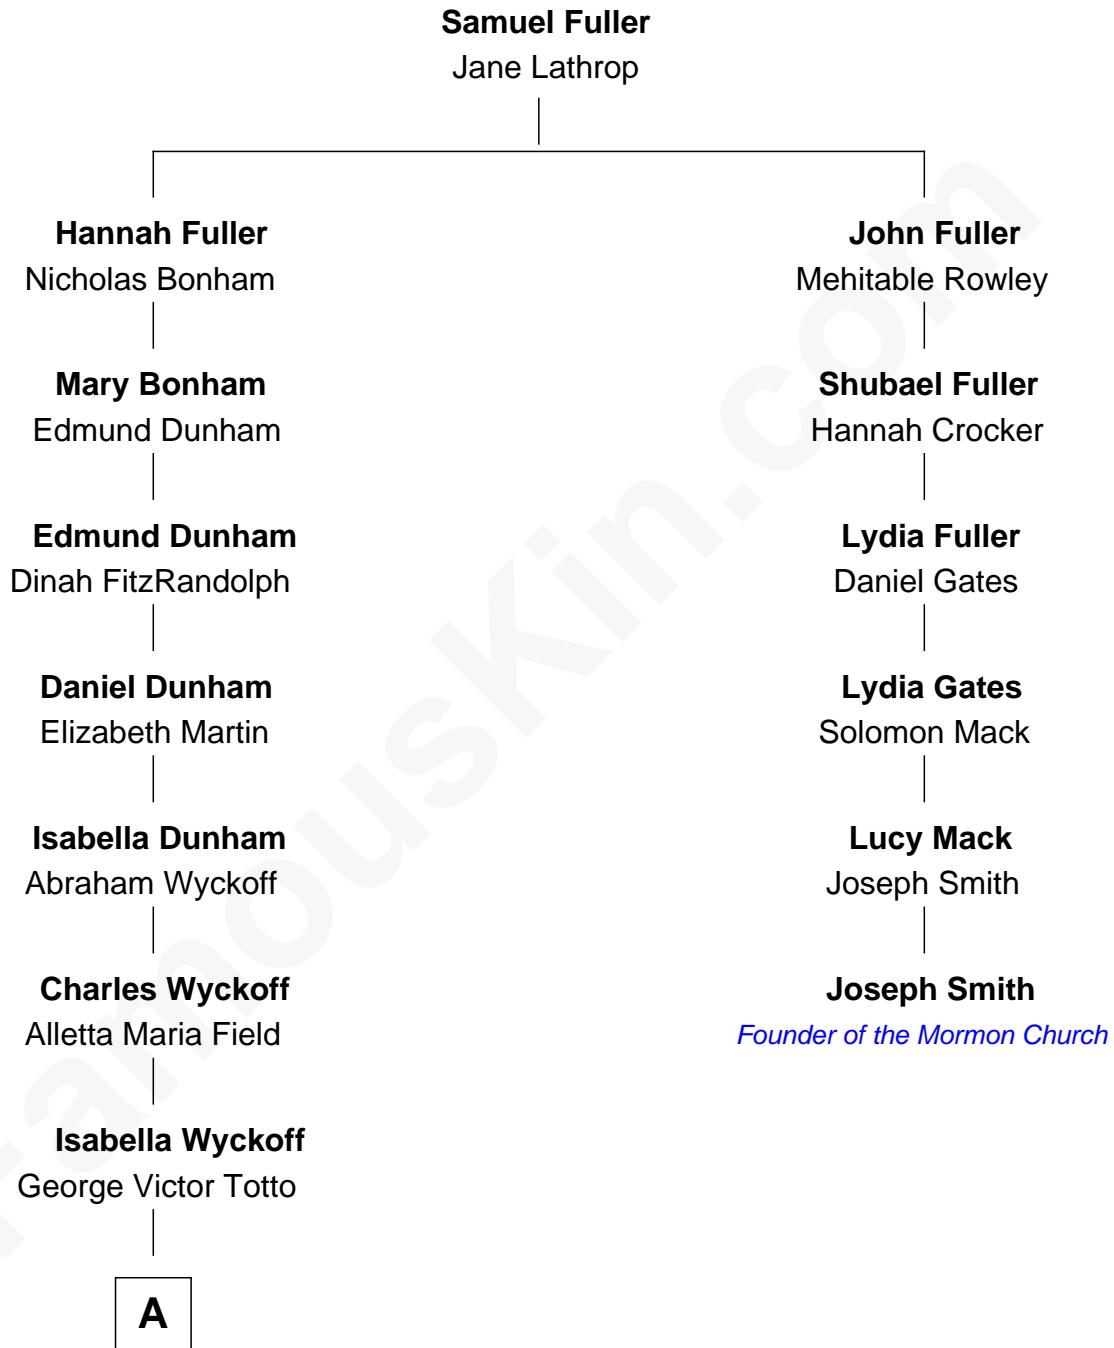 Samuel Fuller
Jane Lathrop
Hannah Fuller
Nicholas Bonham
John Fuller
Mehitable Rowley
Mary Bonham
Edmund Dunham
Shubael Fuller
Hannah Crocker
Edmund Dunham
Dinah FitzRandolph
Lydia Fuller
Daniel Gates
Daniel Dunham
Elizabeth Martin
Lydia Gates
Solomon Mack
Isabella Dunham
Abraham Wyckoff
Lucy Mack
Joseph Smith
Charles Wyckoff
Alletta Maria Field
Joseph Smith
Founder of the Mormon Church
Isabella Wyckoff
George Victor Totto
A
FamousKin.com